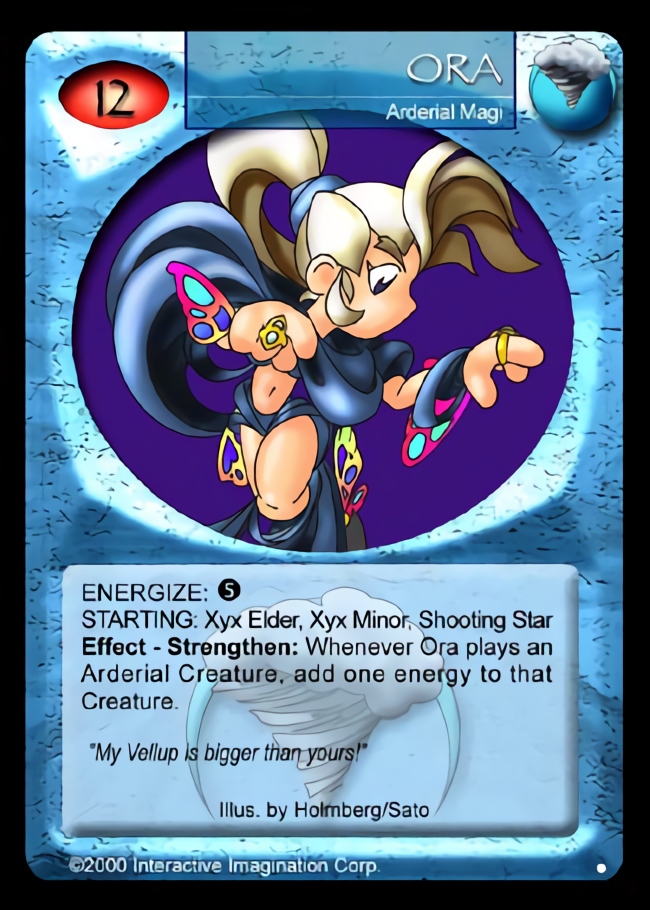 12
ORA
Arderial Magi
ENERGIZE: 5
STARTING: Xyx Elder, Xyx Minor, Shooting Star
Effect - Strengthen: Whenever Ora plays an
Arderial Creature, add one energy to that
Creature.
"My Vellup is bigger than yours!"
Illus. by Holmberg/Sato
©2000 Interactive Imagination Corp.